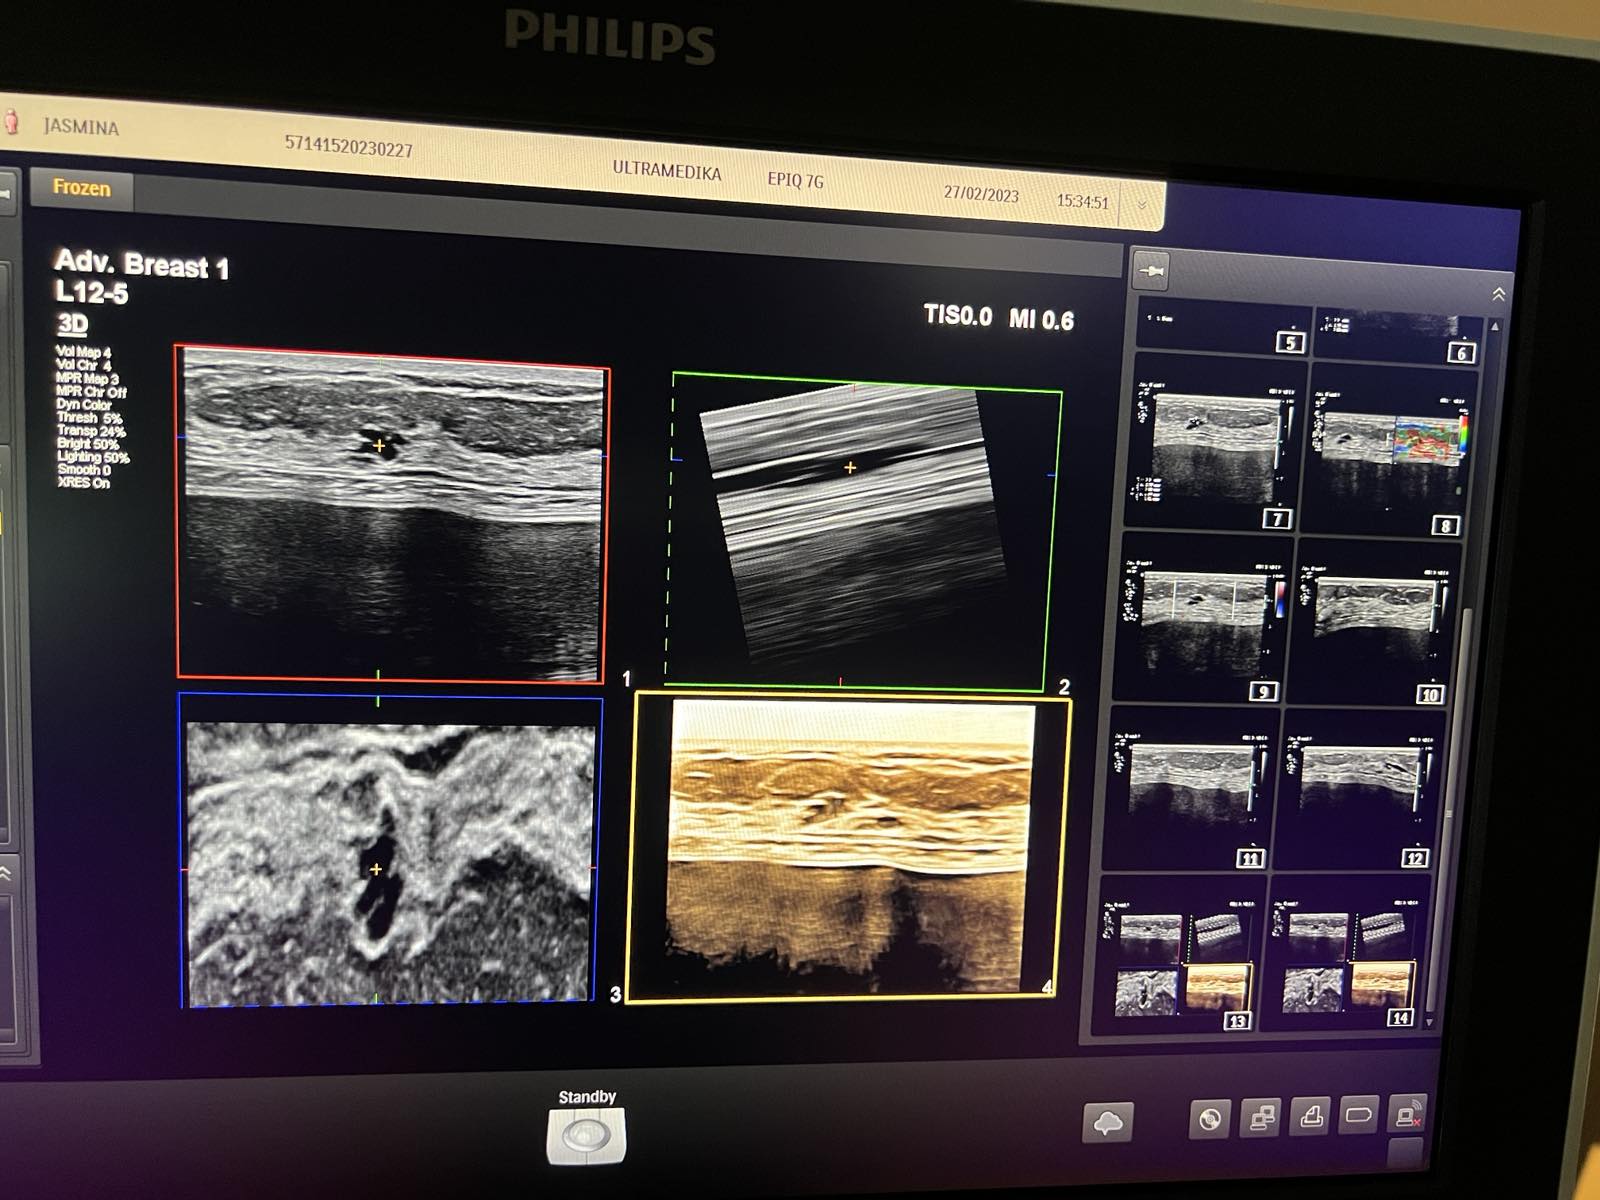 PHILIPS
JASMINA 57141520230227 ULTRAMEDIKA EPIQ 7G 27/02/2023 15:34:51
Frozen
Adv. Breast 1
L12-5
3D
TIS0.0 MI 0.6
Vol Map 4
Vol Chr 4
MPR Map 3
MPR Chr Off
Dyn Color
Thresh 5%
Transp 24%
Bright 50%
Lighting 50%
Smooth 0
XRES On
1
2
3
4
5
6
7
8
9
10
11
12
13
14
Standby